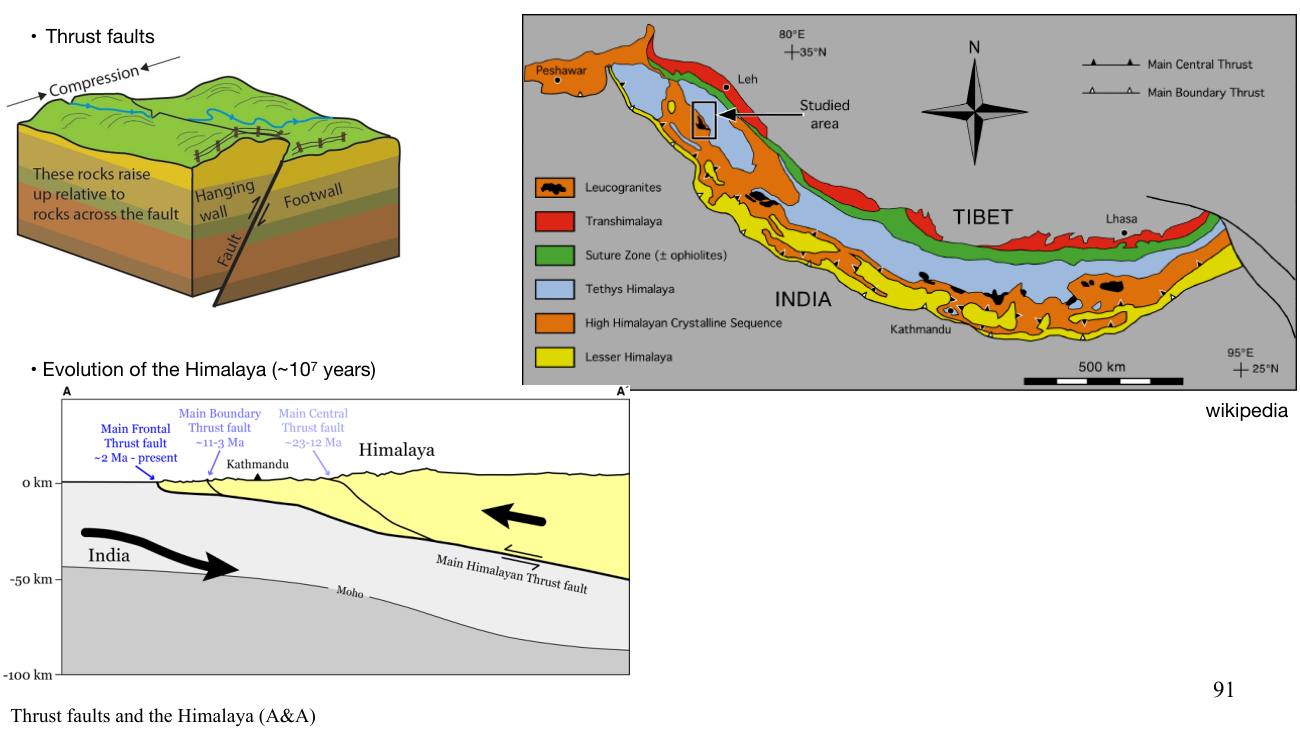 • Thrust faults
Compression
These rocks raise
up relative to
rocks across the fault
Hanging
wall
Footwall
Fault
80°E
35°N
N
Peshawar
Leh
Studied
area
Main Central Thrust
Main Boundary Thrust
Leucogranites
Transhimalaya
Suture Zone (± ophiolites)
Tethys Himalaya
High Himalayan Crystalline Sequence
Lesser Himalaya
TIBET
Lhasa
INDIA
Kathmandu
500 km
95°E
25°N
wikipedia
• Evolution of the Himalaya (~10⁷ years)
A
A´
Main Frontal
Thrust fault
~2 Ma - present
Main Boundary
Thrust fault
~11-3 Ma
Main Central
Thrust fault
~23-12 Ma
Kathmandu
Himalaya
0 km
-50 km
-100 km
India
Main Himalayan Thrust fault
Moho
91
Thrust faults and the Himalaya (A&A)